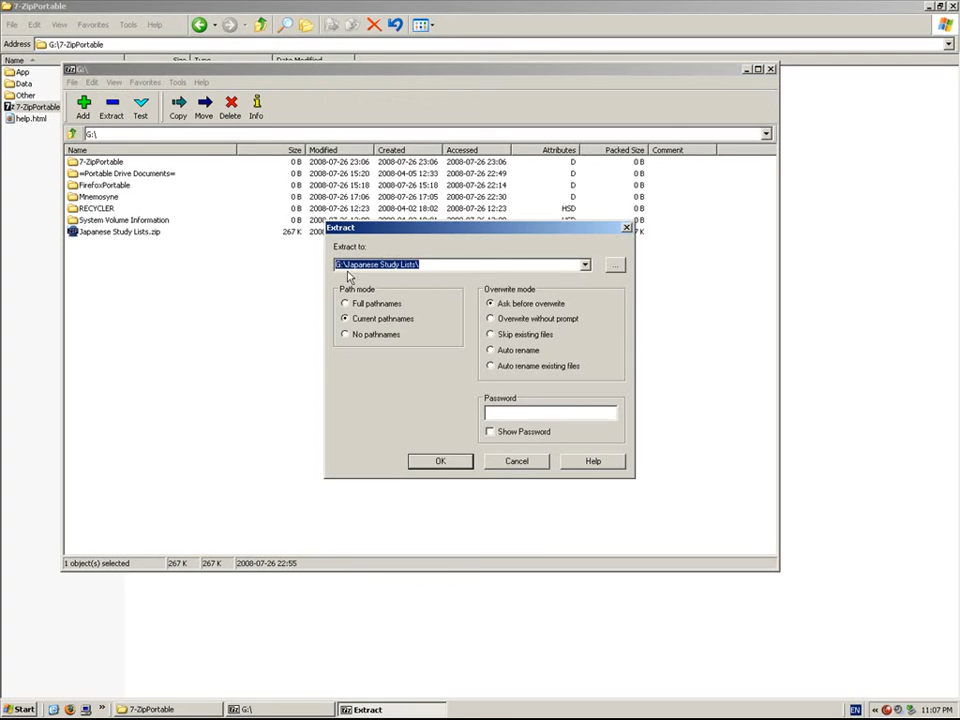 7-ZipPortable
File Edit View Favorites Tools Help
Address G:\7-ZipPortable
Name Size Type Date Modified
App
Data
Other
7-ZipPortable
help.html
G:\
File Edit View Favorites Tools Help
Add Extract Test Copy Move Delete Info
G:\
Name Size Modified Created Accessed Attributes Packed Size Comment
7-ZipPortable 0 B 2008-07-26 23:06 2008-07-26 23:06 2008-07-26 23:06 D 0 B
=Portable Drive Documents= 0 B 2008-07-26 15:20 2008-04-05 12:33 2008-07-26 22:49 D 0 B
FirefoxPortable 0 B 2008-07-26 15:18 2008-07-26 15:18 2008-07-26 22:14 D 0 B
Mnemosyne 0 B 2008-07-26 17:06 2008-07-26 17:05 2008-07-26 22:30 D 0 B
RECYCLER 0 B 2008-07-26 12:23 2008-04-02 18:02 2008-07-26 12:23 HSD 0 B
System Volume Information 0 B
Japanese Study Lists.zip 267 K 267 K
Extract
Extract to:
G:\Japanese Study Lists\
...
Path mode
Full pathnames
Current pathnames
No pathnames
Overwrite mode
Ask before overwrite
Overwrite without prompt
Skip existing files
Auto rename
Auto rename existing files
Password
Show Password
OK Cancel Help
1 object(s) selected 267 K 267 K 2008-07-26 22:55
Start 7-ZipPortable G:\ Extract EN 11:07 PM